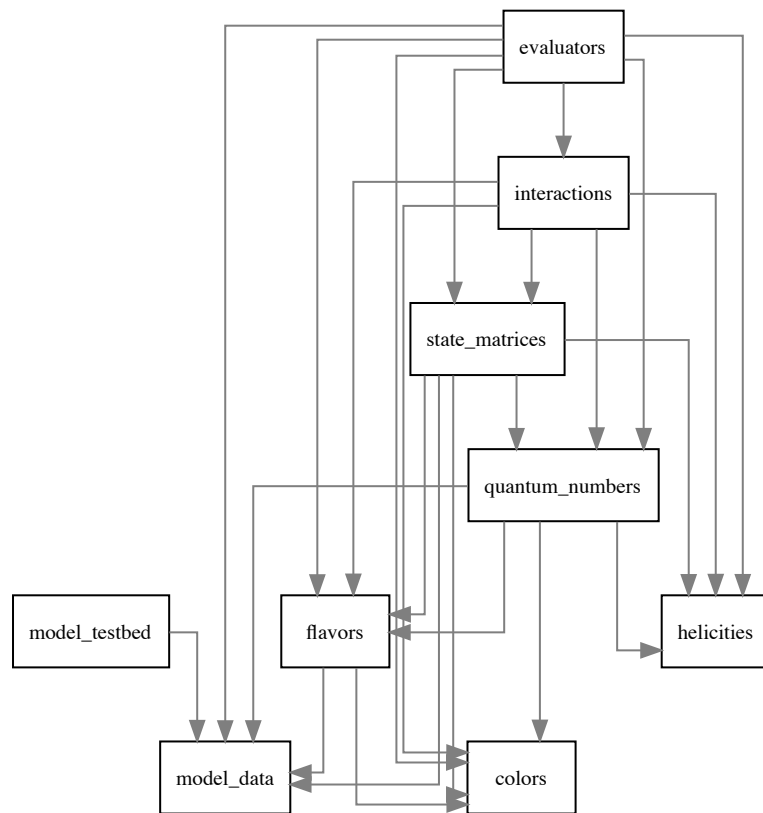 evaluators
interactions
state_matrices
quantum_numbers
model_testbed
flavors
helicities
model_data
colors